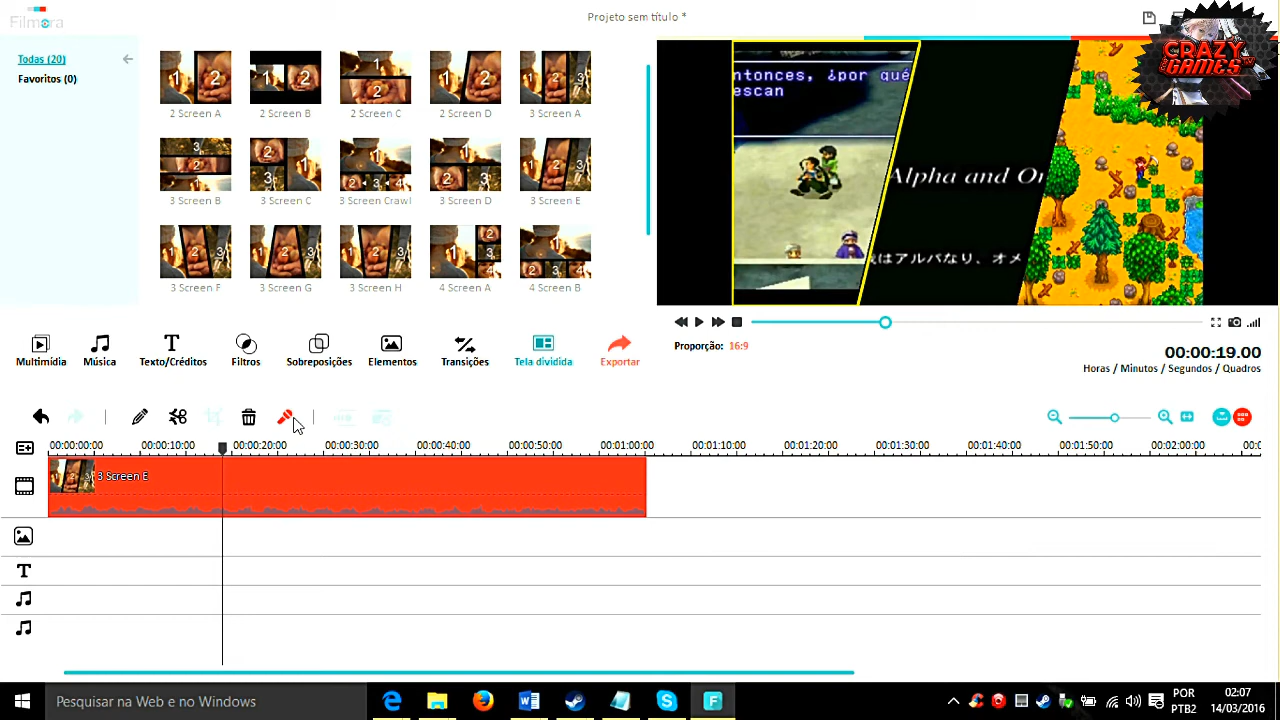 Filmora
Projeto sem título *
Todas (20)
Favoritos (0)
2 Screen A
2 Screen B
2 Screen C
2 Screen D
3 Screen A
3 Screen B
3 Screen C
3 Screen Crawl
3 Screen D
3 Screen E
3 Screen F
3 Screen G
3 Screen H
4 Screen A
4 Screen B
ntonces, ¿por qué
escan
Alpha and
はアルパなり、オメ
CRAZY
GAMES
Proporção: 16:9
00:00:19.00
Horas / Minutos / Segundos / Quadros
Multimídia
Música
Texto/Créditos
Filtros
Sobreposições
Elementos
Transições
Tela dividida
Exportar
00:00:00:00 00:00:10:00 00:00:20:00 00:00:30:00 00:00:40:00 00:00:50:00 00:01:00:00 00:01:10:00 00:01:20:00 00:01:30:00 00:01:40:00 00:01:50:00 00:02:00:00 00:0
3 Screen E
T
Pesquisar na Web e no Windows
POR
PTB2
02:07
14/03/2016